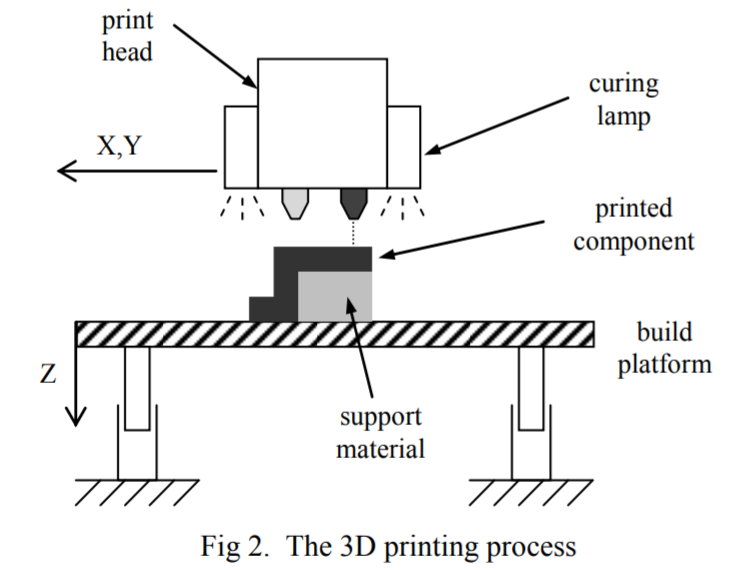 print
head
curing
lamp
X,Y
printed
component
build
platform
Z
support
material
Fig 2.  The 3D printing process